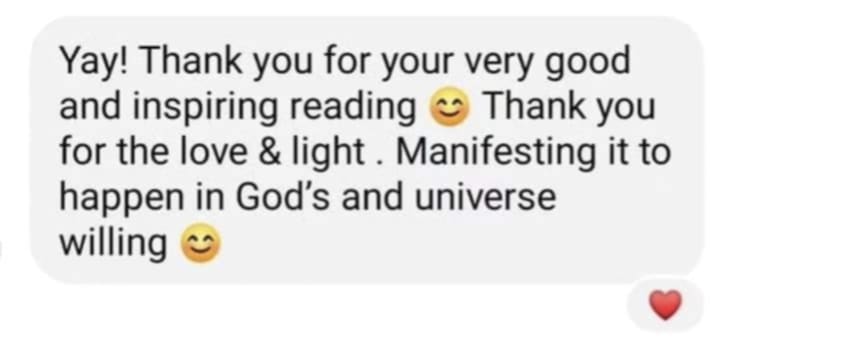 Yay! Thank you for your very good
and inspiring reading 😊 Thank you
for the love & light . Manifesting it to
happen in God’s and universe
willing 😊
❤️